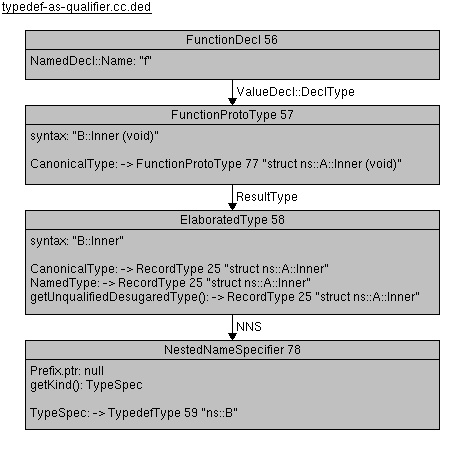 typedef-as-qualifier.cc.ded
FunctionDecl 56
NamedDecl::Name: "f"
ValueDecl::DeclType
FunctionProtoType 57
syntax: "B::Inner (void)"
CanonicalType: -> FunctionProtoType 77 "struct ns::A::Inner (void)"
ResultType
ElaboratedType 58
syntax: "B::Inner"
CanonicalType: -> RecordType 25 "struct ns::A::Inner"
NamedType: -> RecordType 25 "struct ns::A::Inner"
getUnqualifiedDesugaredType(): -> RecordType 25 "struct ns::A::Inner"
NNS
NestedNameSpecifier 78
Prefix.ptr: null
getKind(): TypeSpec
TypeSpec: -> TypedefType 59 "ns::B"